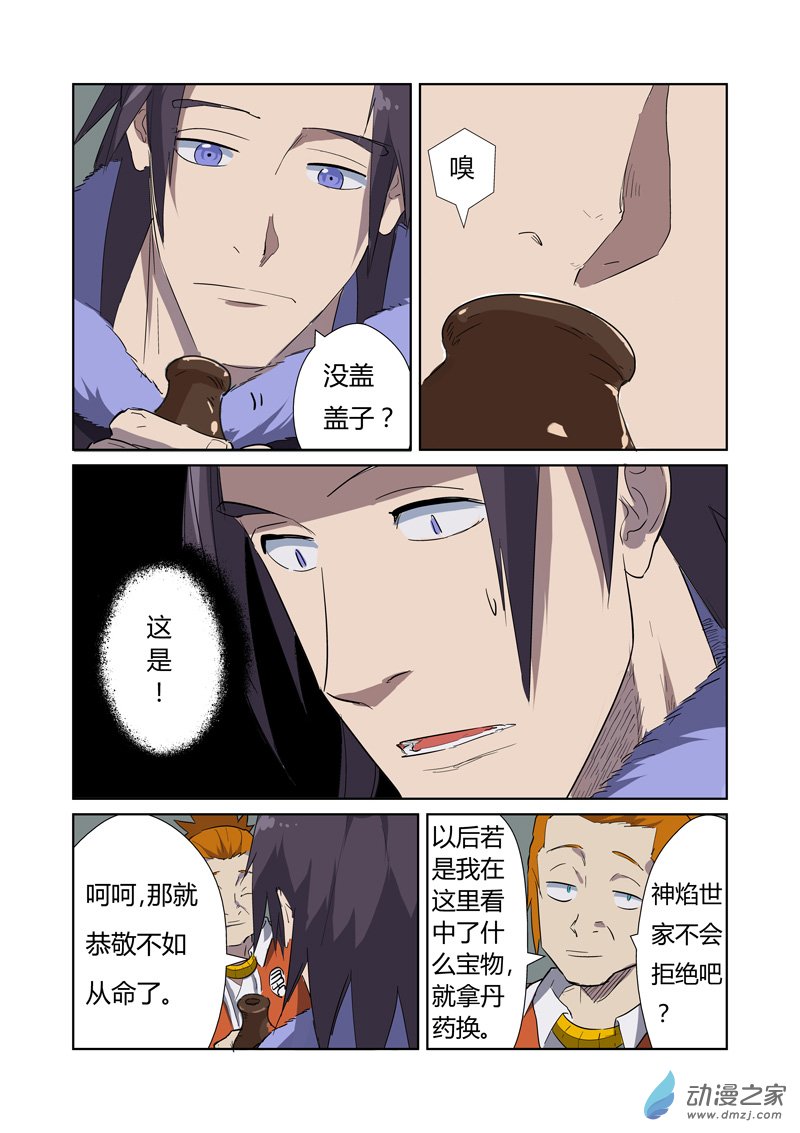 没盖
盖子？
嗅
这
是
！
呵呵，那就
恭敬不如
从命了。
以后若
是我在
这里看
中了什
么宝物，
就拿丹
药换。
神焰世
家不会
拒绝吧
？
动漫之家
www.dmzj.com